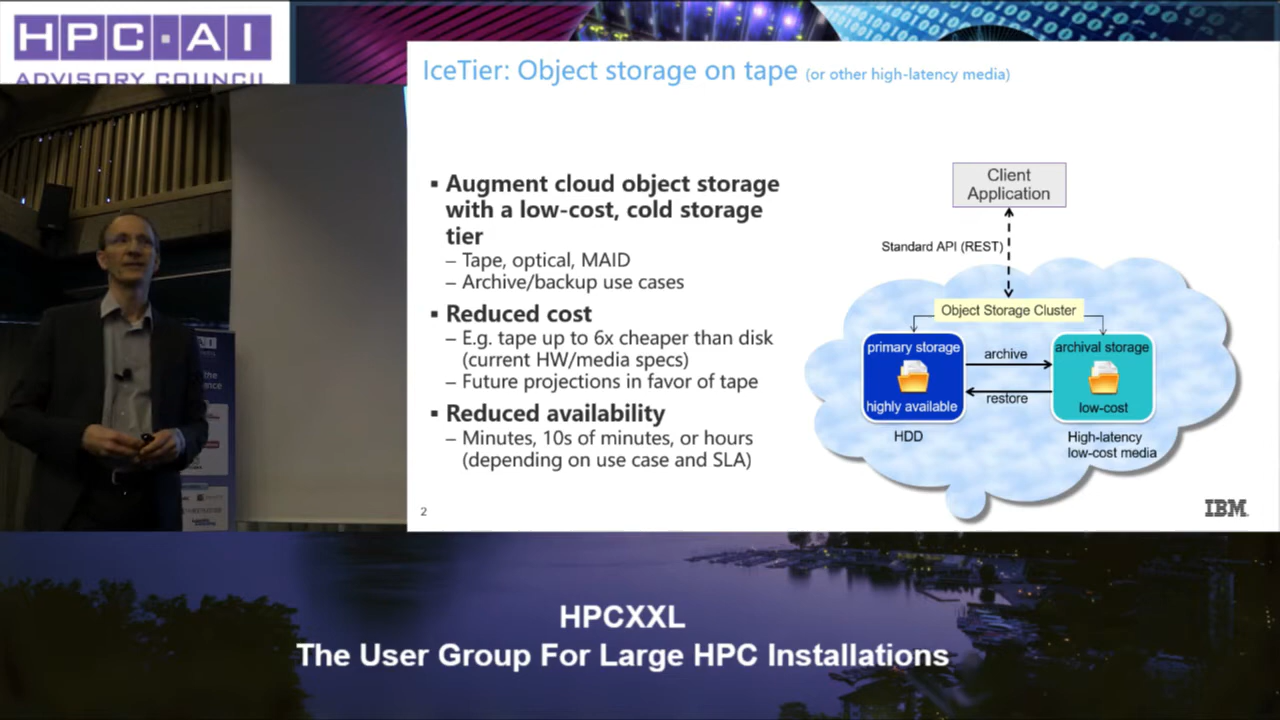 HPC·AI
ADVISORY COUNCIL
IceTier: Object storage on tape (or other high-latency media)
▪ Augment cloud object storage
with a low-cost, cold storage
tier
– Tape, optical, MAID
– Archive/backup use cases
▪ Reduced cost
– E.g. tape up to 6x cheaper than disk
(current HW/media specs)
– Future projections in favor of tape
▪ Reduced availability
– Minutes, 10s of minutes, or hours
(depending on use case and SLA)
Client
Application
Standard API (REST)
Object Storage Cluster
primary storage
highly available
HDD
archive
restore
archival storage
low-cost
High-latency
low-cost media
2
IBM
AI
the
HPCXXL
The User Group For Large HPC Installations